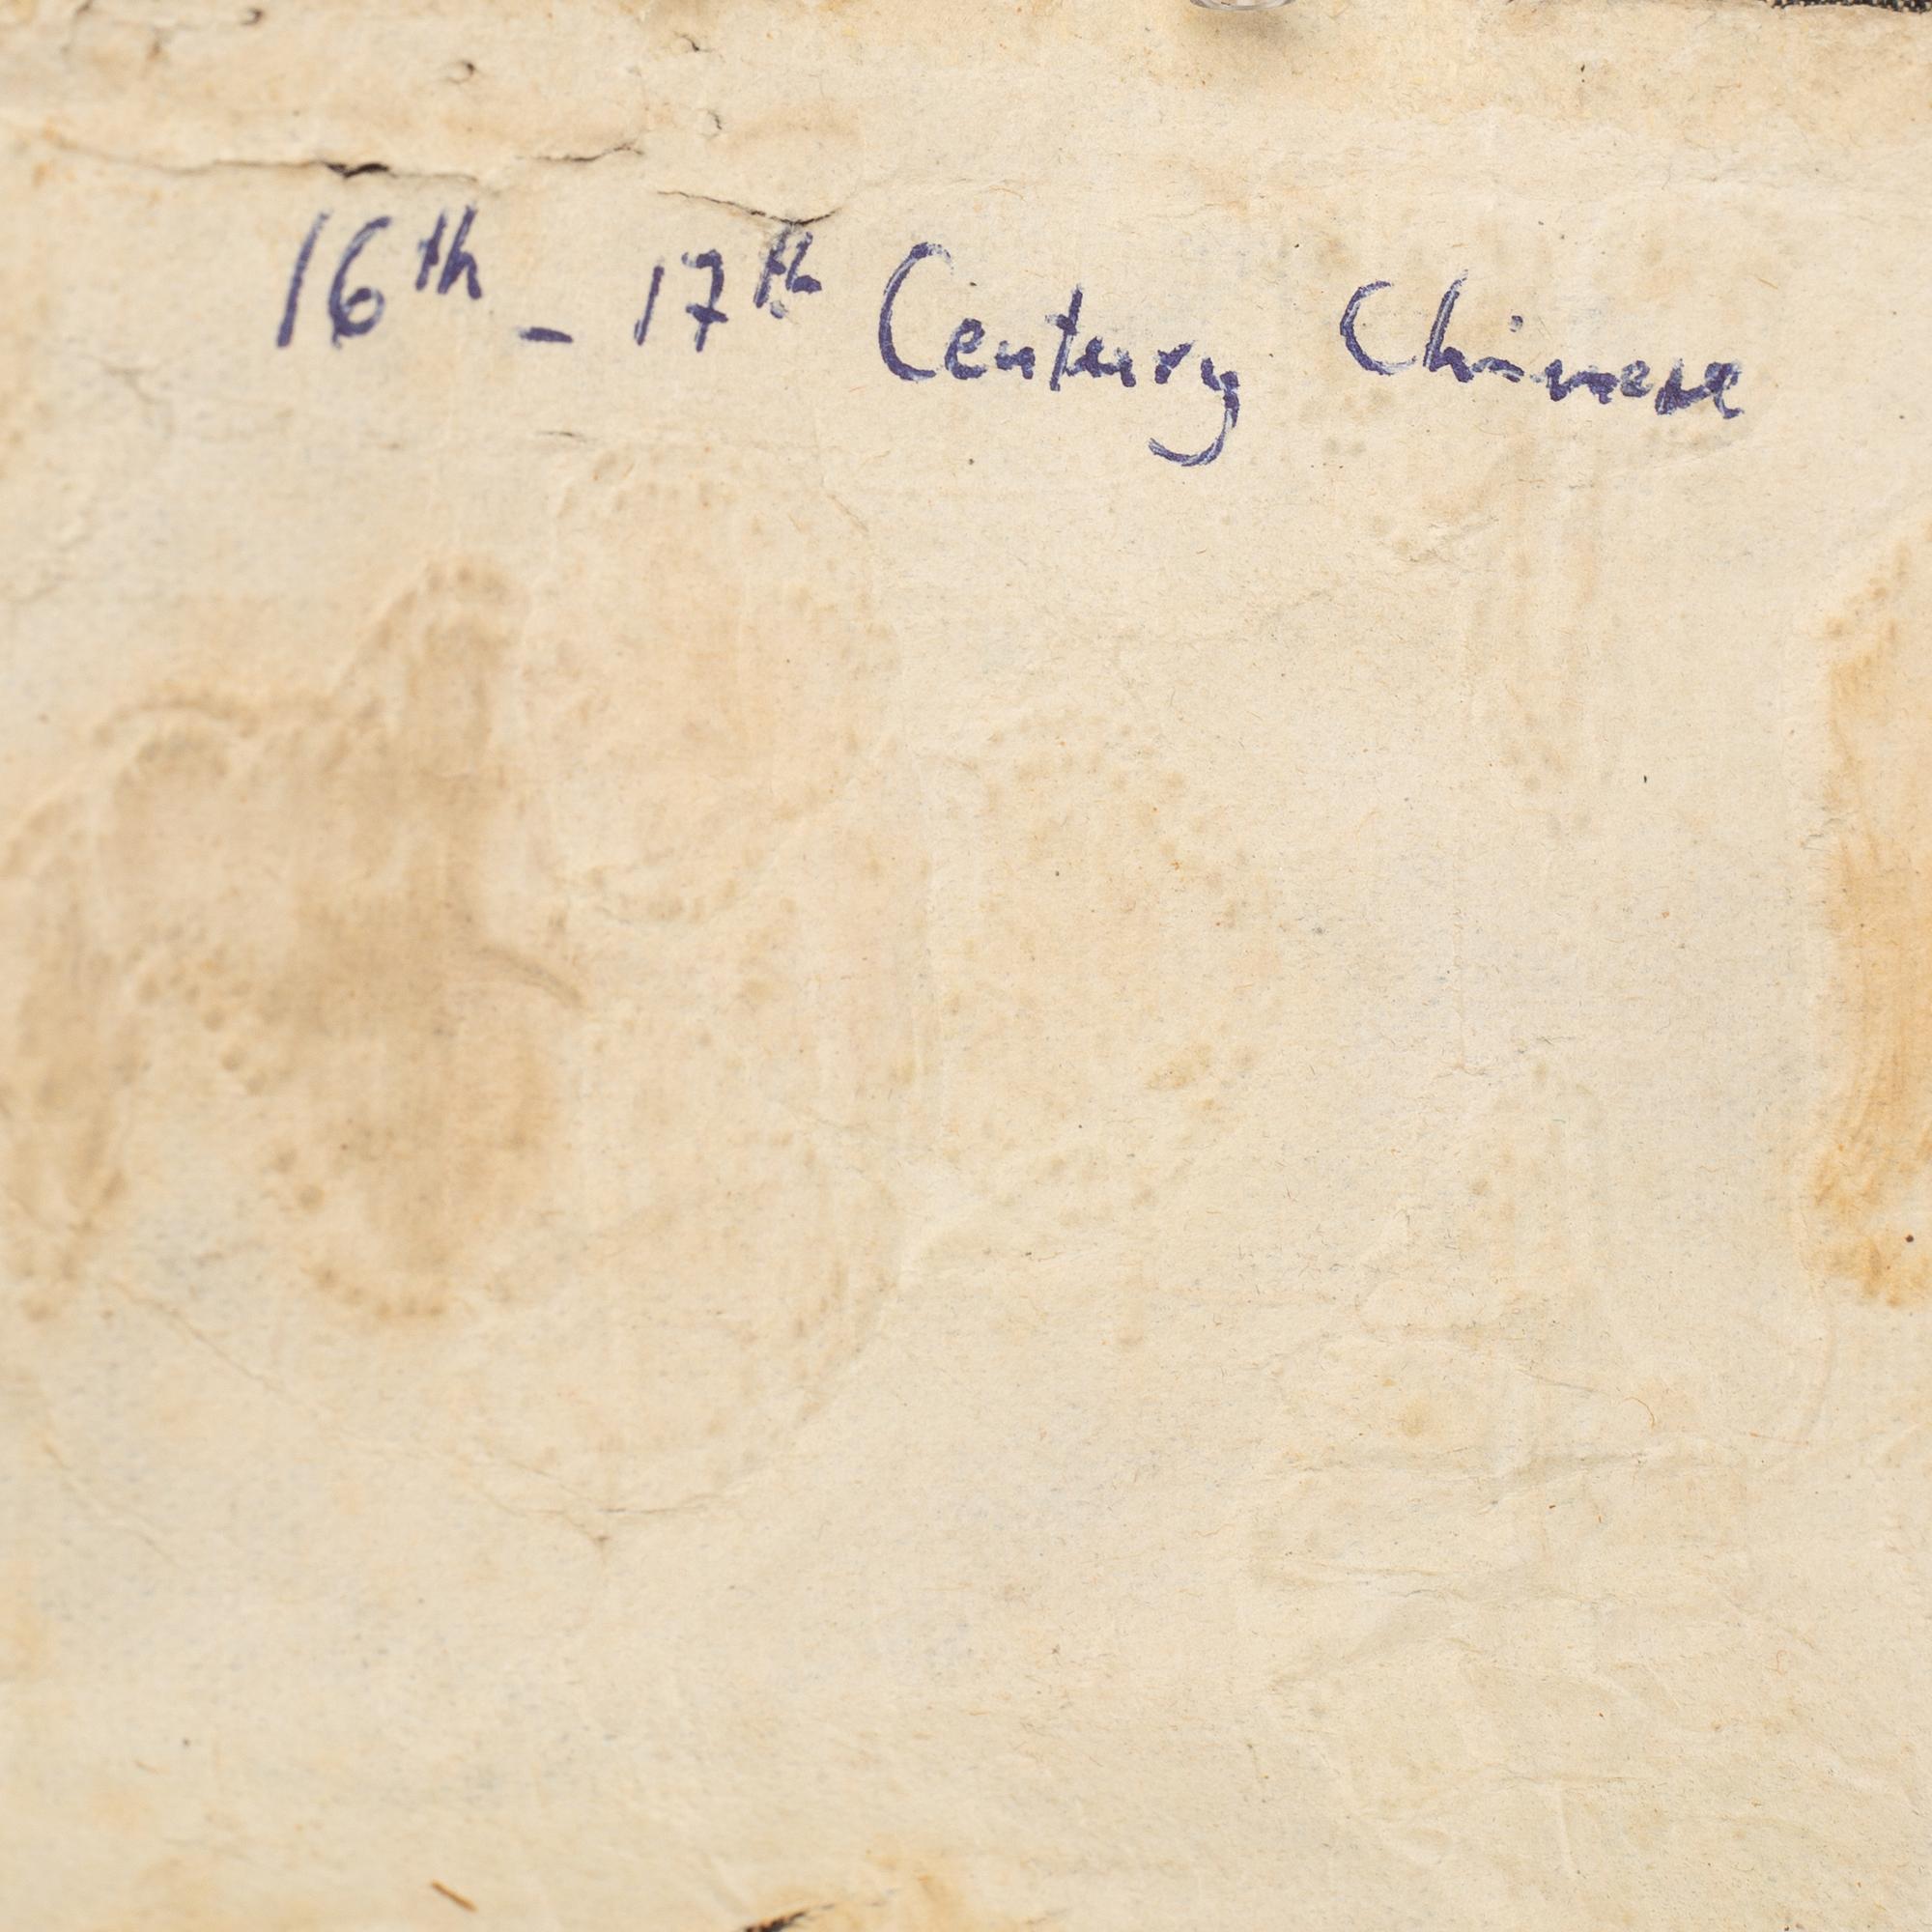 16th - 17th Century Chinese